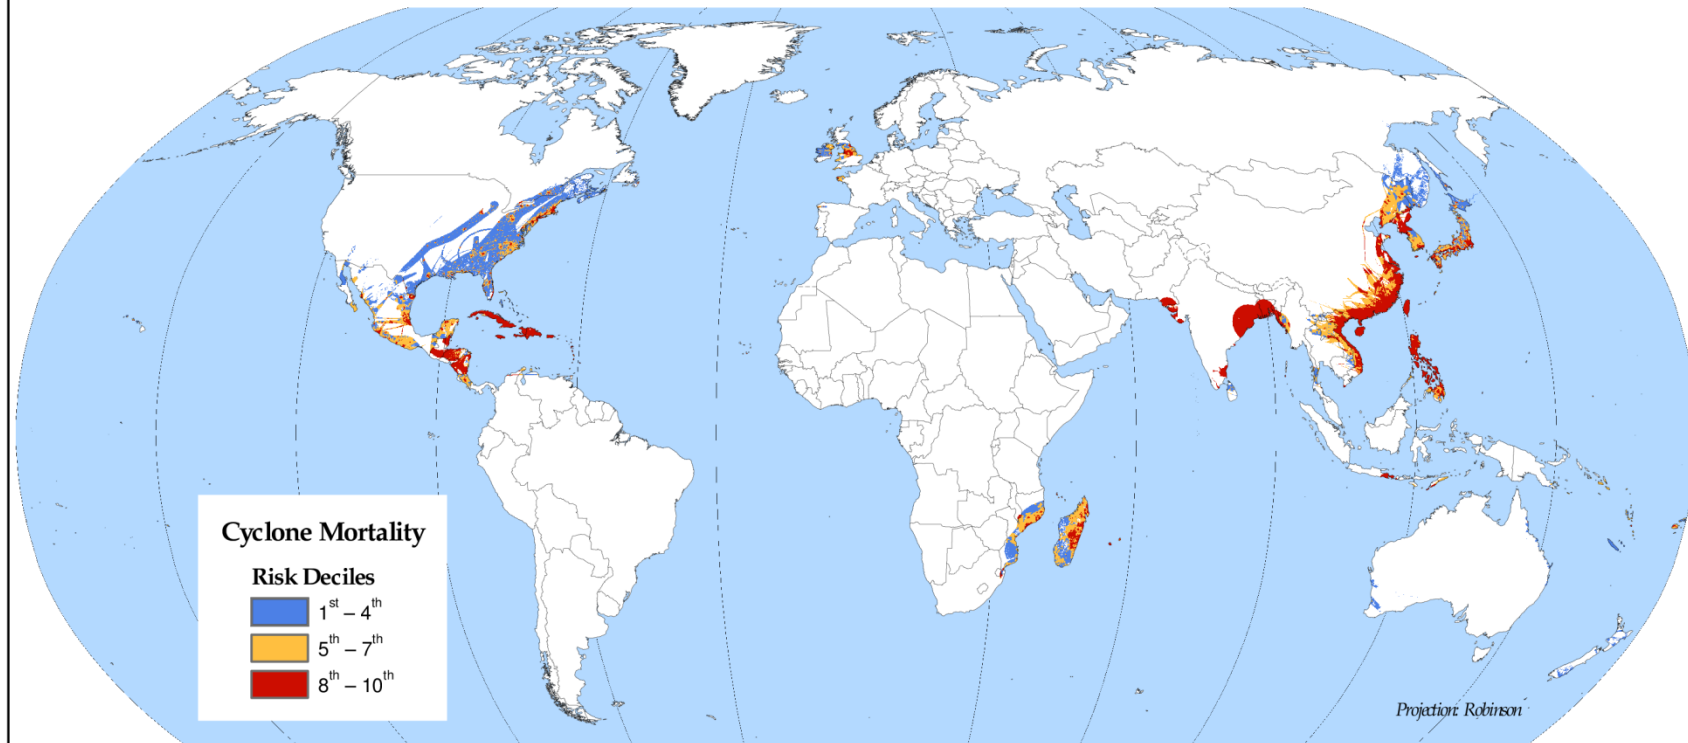 Cyclone Mortality
Risk Deciles
1st – 4th
5th – 7th
8th – 10th
Projection: Robinson